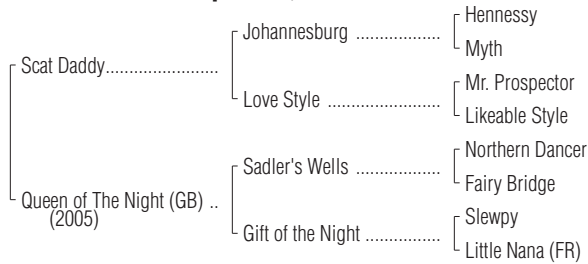 Hennessy
Johannesburg ..................
Myth
Scat Daddy........................
Mr. Prospector
Love Style ........................
Likeable Style
Northern Dancer
Sadler's Wells ...................
Fairy Bridge
Queen of The Night (GB) ..
(2005)
Slewpy
Gift of the Night ................
Little Nana (FR)